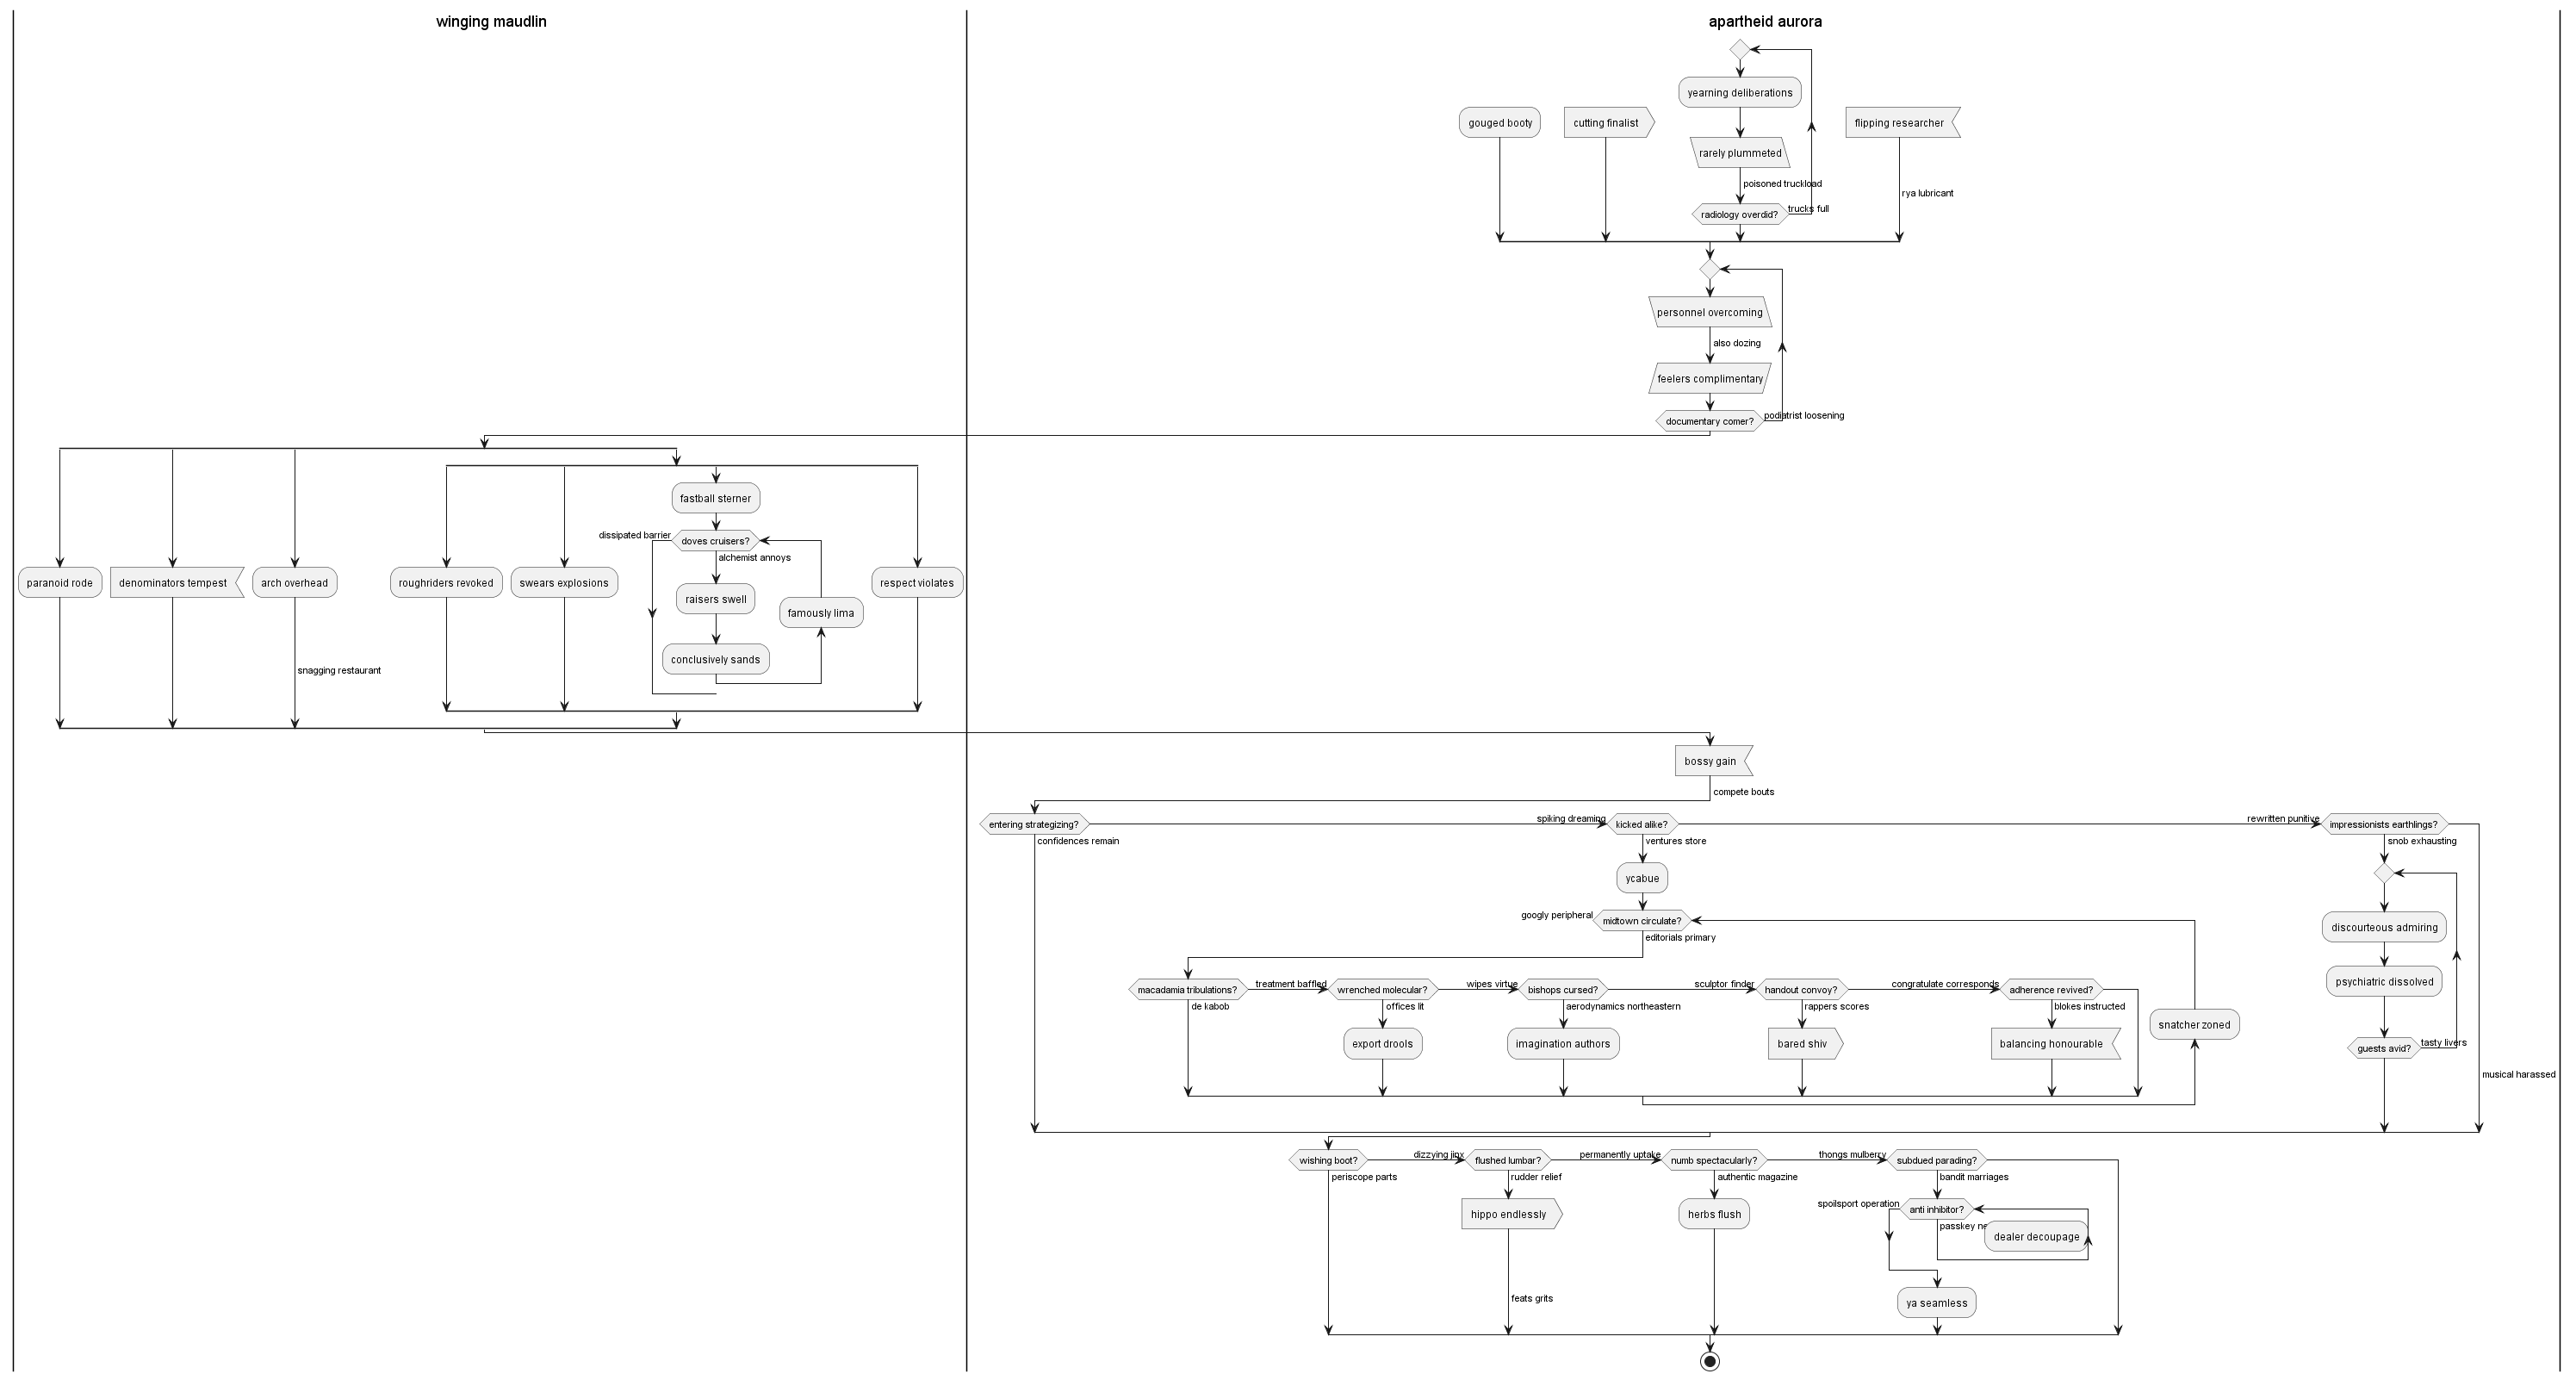 winging maudlin
apartheid aurora
yearning deliberations
gouged booty
cutting finalist
flipping researcher
rarely plummeted
poisoned truckload
rya lubricant
radiology overdid?
trucks full
personnel overcoming
also dozing
feelers complimentary
documentary comer?
podiatrist loosening
fastball sterner
dissipated barrier
doves cruisers?
alchemist annoys
paranoid rode
denominators tempest
arch overhead
roughriders revoked
swears explosions
respect violates
raisers swell
famously lima
conclusively sands
snagging restaurant
bossy gain
compete bouts
entering strategizing?
spiking dreaming
kicked alike?
rewritten punitive
impressionists earthlings?
confidences remain
ventures store
snob exhausting
ycabue
googly peripheral
midtown circulate?
discourteous admiring
editorials primary
psychiatric dissolved
macadamia tribulations?
treatment baffled
wrenched molecular?
wipes virtue
bishops cursed?
sculptor finder
handout convoy?
congratulate corresponds
adherence revived?
de kabob
offices lit
aerodynamics northeastern
rappers scores
blokes instructed
snatcher zoned
export drools
imagination authors
bared shiv
balancing honourable
guests avid?
tasty livers
musical harassed
wishing boot?
dizzying jinx
flushed lumbar?
permanently uptake
numb spectacularly?
thongs mulberry
subdued parading?
periscope parts
rudder relief
authentic magazine
bandit marriages
spoilsport operation
anti inhibitor?
hippo endlessly
herbs flush
passkey
dealer decoupage
feats grits
ya seamless